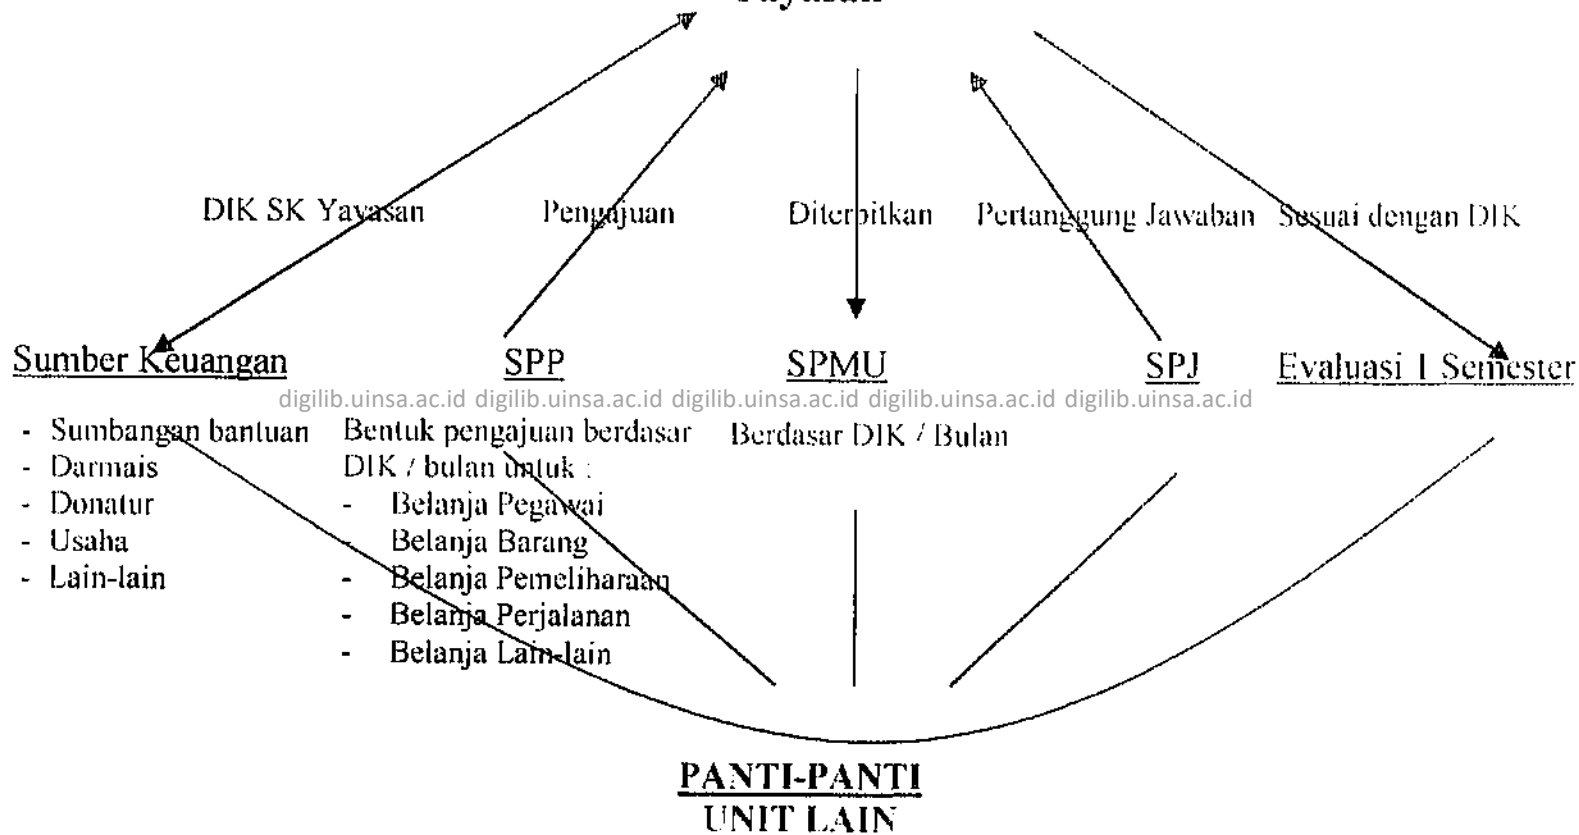 DIK SK Yayasan Pengajuan Diterbitkan Pertanggung Jawaban Sesuai dengan DIK
Sumber Keuangan SPP SPMU SPJ Evaluasi 1 Semester
digilib.uinsa.ac.id digilib.uinsa.ac.id digilib.uinsa.ac.id digilib.uinsa.ac.id digilib.uinsa.ac.id
- Sumbangan bantuan
- Darmais
- Donatur
- Usaha
- Lain-lain
Bentuk pengajuan berdasar
DIK / bulan untuk :
- Belanja Pegawai
- Belanja Barang
- Belanja Pemeliharaan
- Belanja Perjalanan
- Belanja Lain-lain
Berdasar DIK / Bulan
PANTI-PANTI
UNIT LAIN